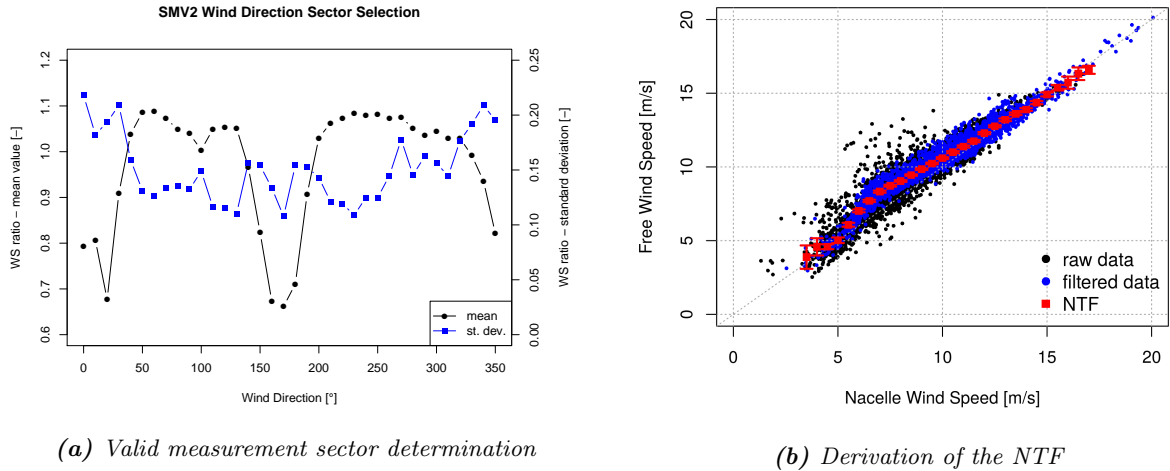 SMV2 Wind Direction Sector Selection
WS ratio – mean value [–]
1.2
1.1
1.0
0.9
0.8
0.7
0.6
0.25
0.20
0.15
0.10
0.05
0.00
WS ratio – standard deviation [–]
mean
st. dev.
0 50 100 150 200 250 300 350
Wind Direction [°]
(a) Valid measurement sector determination
Free Wind Speed [m/s]
20
15
10
5
0
raw data
filtered data
NTF
0 5 10 15 20
Nacelle Wind Speed [m/s]
(b) Derivation of the NTF